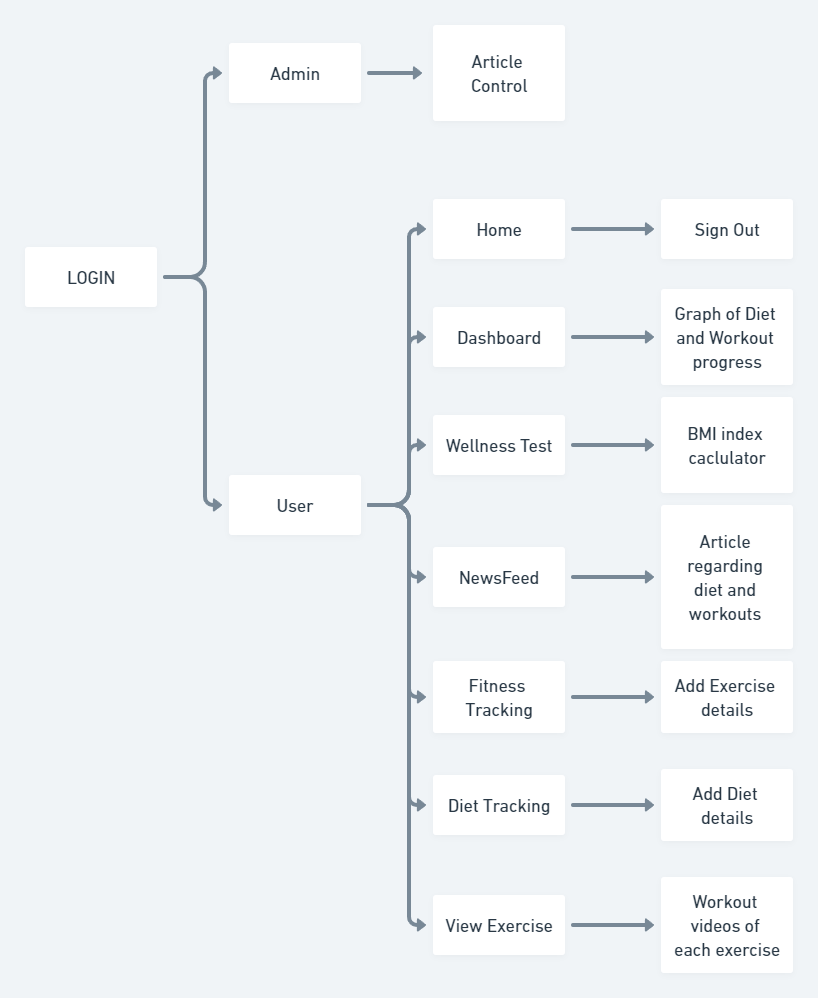 Admin
Article
Control
LOGIN
User
Home
Sign Out
Dashboard
Graph of Diet
and Workout
progress
Wellness Test
BMI index
caclulator
NewsFeed
Article
regarding
diet and
workouts
Fitness
Tracking
Add Exercise
details
Diet Tracking
Add Diet
details
View Exercise
Workout
videos of
each exercise